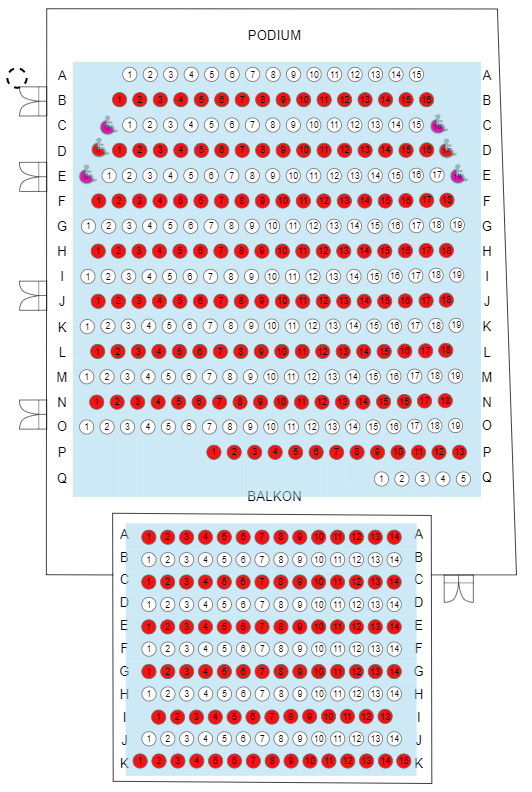 PODIUM
A 1 2 3 4 5 6 7 8 9 10 11 12 13 14 15 A
B 1 2 3 4 5 6 7 8 9 10 11 12 13 14 15 16 B
C 1 2 3 4 5 6 7 8 9 10 11 12 13 14 15 C
D 1 2 3 4 5 6 7 8 9 10 11 12 13 14 15 16 D
E 1 2 3 4 5 6 7 8 9 10 11 12 13 14 15 16 17 E
F 1 2 3 4 5 6 7 8 9 10 11 12 13 14 15 16 17 18 F
G 1 2 3 4 5 6 7 8 9 10 11 12 13 14 15 16 17 18 19 G
H 1 2 3 4 5 6 7 8 9 10 11 12 13 14 15 16 17 18 H
I 1 2 3 4 5 6 7 8 9 10 11 12 13 14 15 16 17 18 19 I
J 1 2 3 4 5 6 7 8 9 10 11 12 13 14 15 16 17 18 J
K 1 2 3 4 5 6 7 8 9 10 11 12 13 14 15 16 17 18 19 K
L 1 2 3 4 5 6 7 8 9 10 11 12 13 14 15 16 17 18 L
M 1 2 3 4 5 6 7 8 9 10 11 12 13 14 15 16 17 18 19 M
N 1 2 3 4 5 6 7 8 9 10 11 12 13 14 15 16 17 18 N
O 1 2 3 4 5 6 7 8 9 10 11 12 13 14 15 16 17 18 19 O
P 1 2 3 4 5 6 7 8 9 10 11 12 13 P
Q 1 2 3 4 5 Q
BALKON
A 1 2 3 4 5 6 7 8 9 10 11 12 13 14 A
B 1 2 3 4 5 6 7 8 9 10 11 12 13 14 B
C 1 2 3 4 5 6 7 8 9 10 11 12 13 14 C
D 1 2 3 4 5 6 7 8 9 10 11 12 13 14 D
E 1 2 3 4 5 6 7 8 9 10 11 12 13 14 E
F 1 2 3 4 5 6 7 8 9 10 11 12 13 14 F
G 1 2 3 4 5 6 7 8 9 10 11 12 13 14 G
H 1 2 3 4 5 6 7 8 9 10 11 12 13 14 H
I 1 2 3 4 5 6 7 8 9 10 11 12 13 I
J 1 2 3 4 5 6 7 8 9 10 11 12 13 14 J
K 1 2 3 4 5 6 7 8 9 10 11 12 13 14 15 K